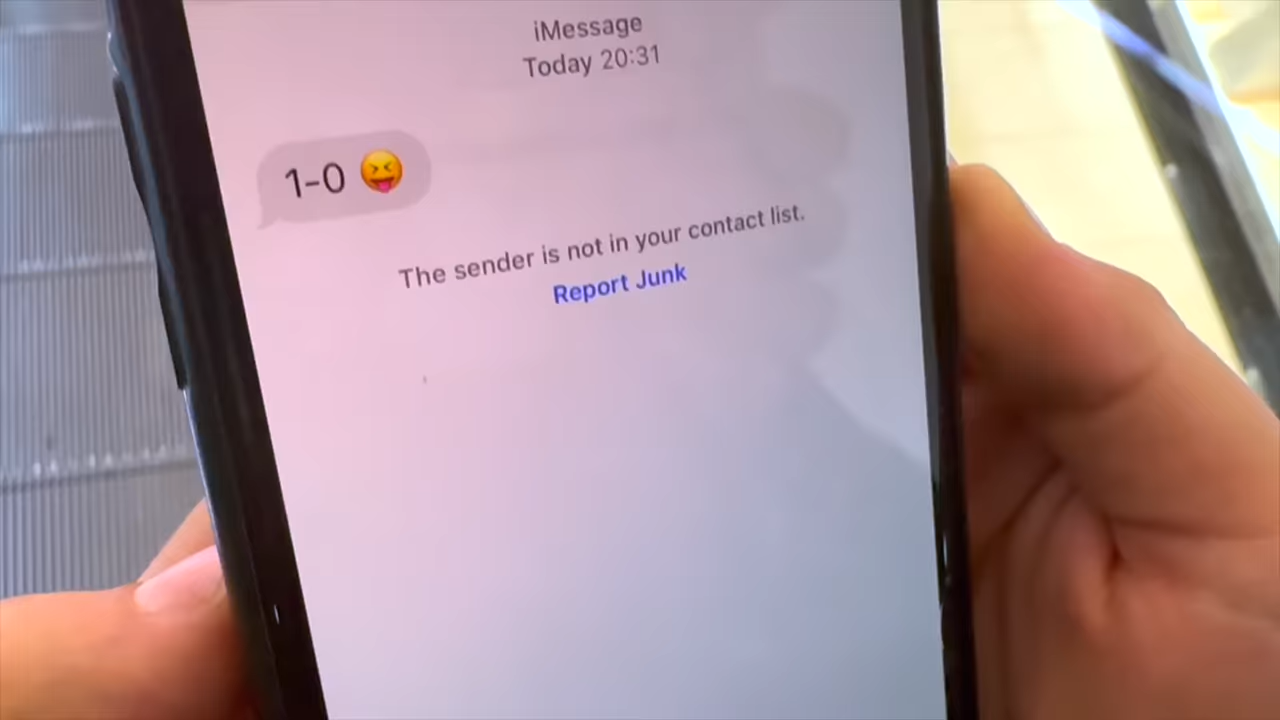 iMessage
Today 20:31
1-0 😝
The sender is not in your contact list.
Report Junk